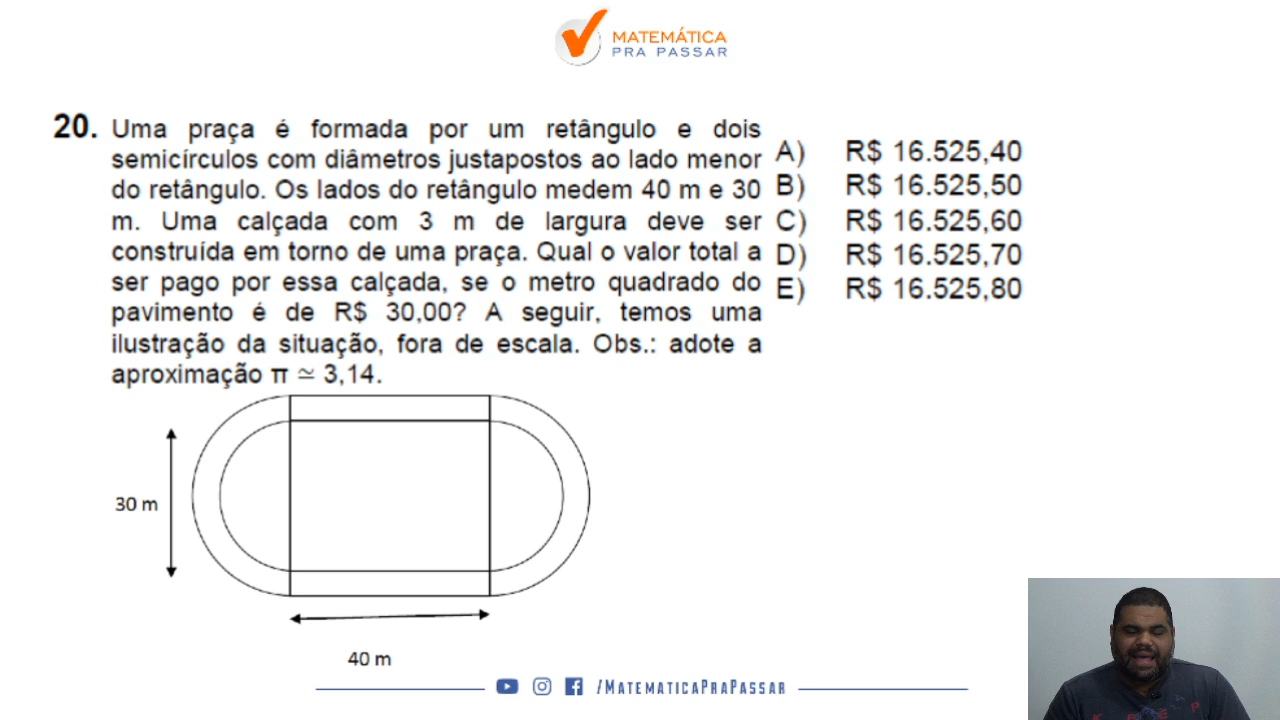 MATEMÁTICA
PRA PASSAR
20. Uma praça é formada por um retângulo e dois
semicírculos com diâmetros justapostos ao lado menor
do retângulo. Os lados do retângulo medem 40 m e 30
m. Uma calçada com 3 m de largura deve ser
construída em torno de uma praça. Qual o valor total a
ser pago por essa calçada, se o metro quadrado do
pavimento é de R$ 30,00? A seguir, temos uma
ilustração da situação, fora de escala. Obs.: adote a
aproximação π ≃ 3,14.
A) R$ 16.525,40
B) R$ 16.525,50
C) R$ 16.525,60
D) R$ 16.525,70
E) R$ 16.525,80
30 m
40 m
/MATEMATICAPRAPASSAR